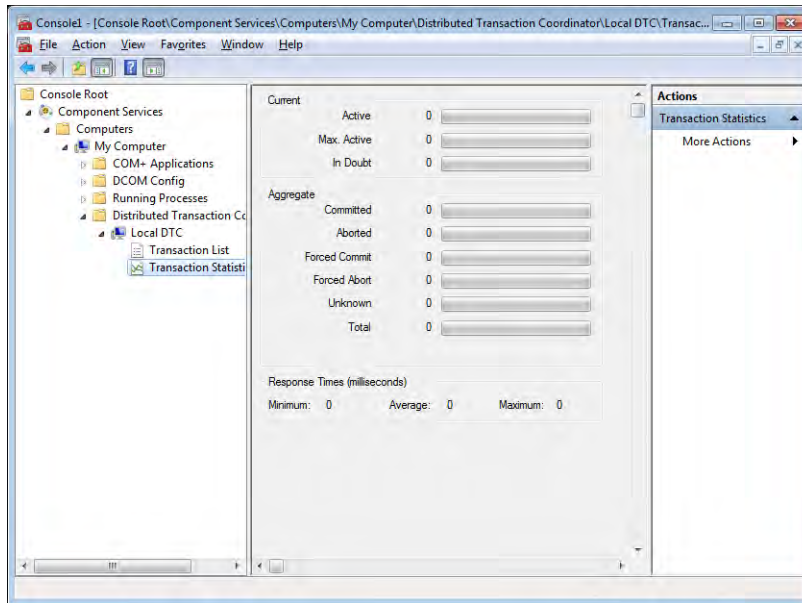 Console1 - [Console Root\Component Services\Computers\My Computer\Distributed Transaction Coordinator\Local DTC\Transac...
File Action View Favorites Window Help
Console Root
Component Services
Computers
My Computer
COM+ Applications
DCOM Config
Running Processes
Distributed Transaction Co
Local DTC
Transaction List
Transaction Statisti
Current
Active 0
Max. Active 0
In Doubt 0
Aggregate
Committed 0
Aborted 0
Forced Commit 0
Forced Abort 0
Unknown 0
Total 0
Response Times (milliseconds)
Minimum: 0 Average: 0 Maximum: 0
Actions
Transaction Statistics
More Actions